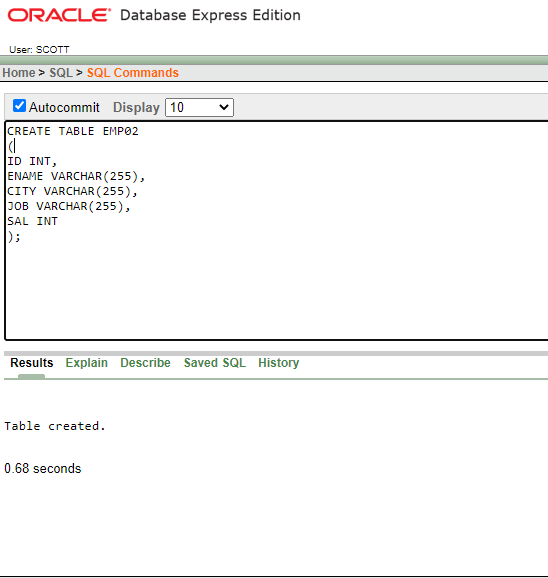 ORACLE® Database Express Edition
User: SCOTT
Home > SQL > SQL Commands
Autocommit Display 10
CREATE TABLE EMP02
(
ID INT,
ENAME VARCHAR(255),
CITY VARCHAR(255),
JOB VARCHAR(255),
SAL INT
);
Results Explain Describe Saved SQL History
Table created.
0.68 seconds